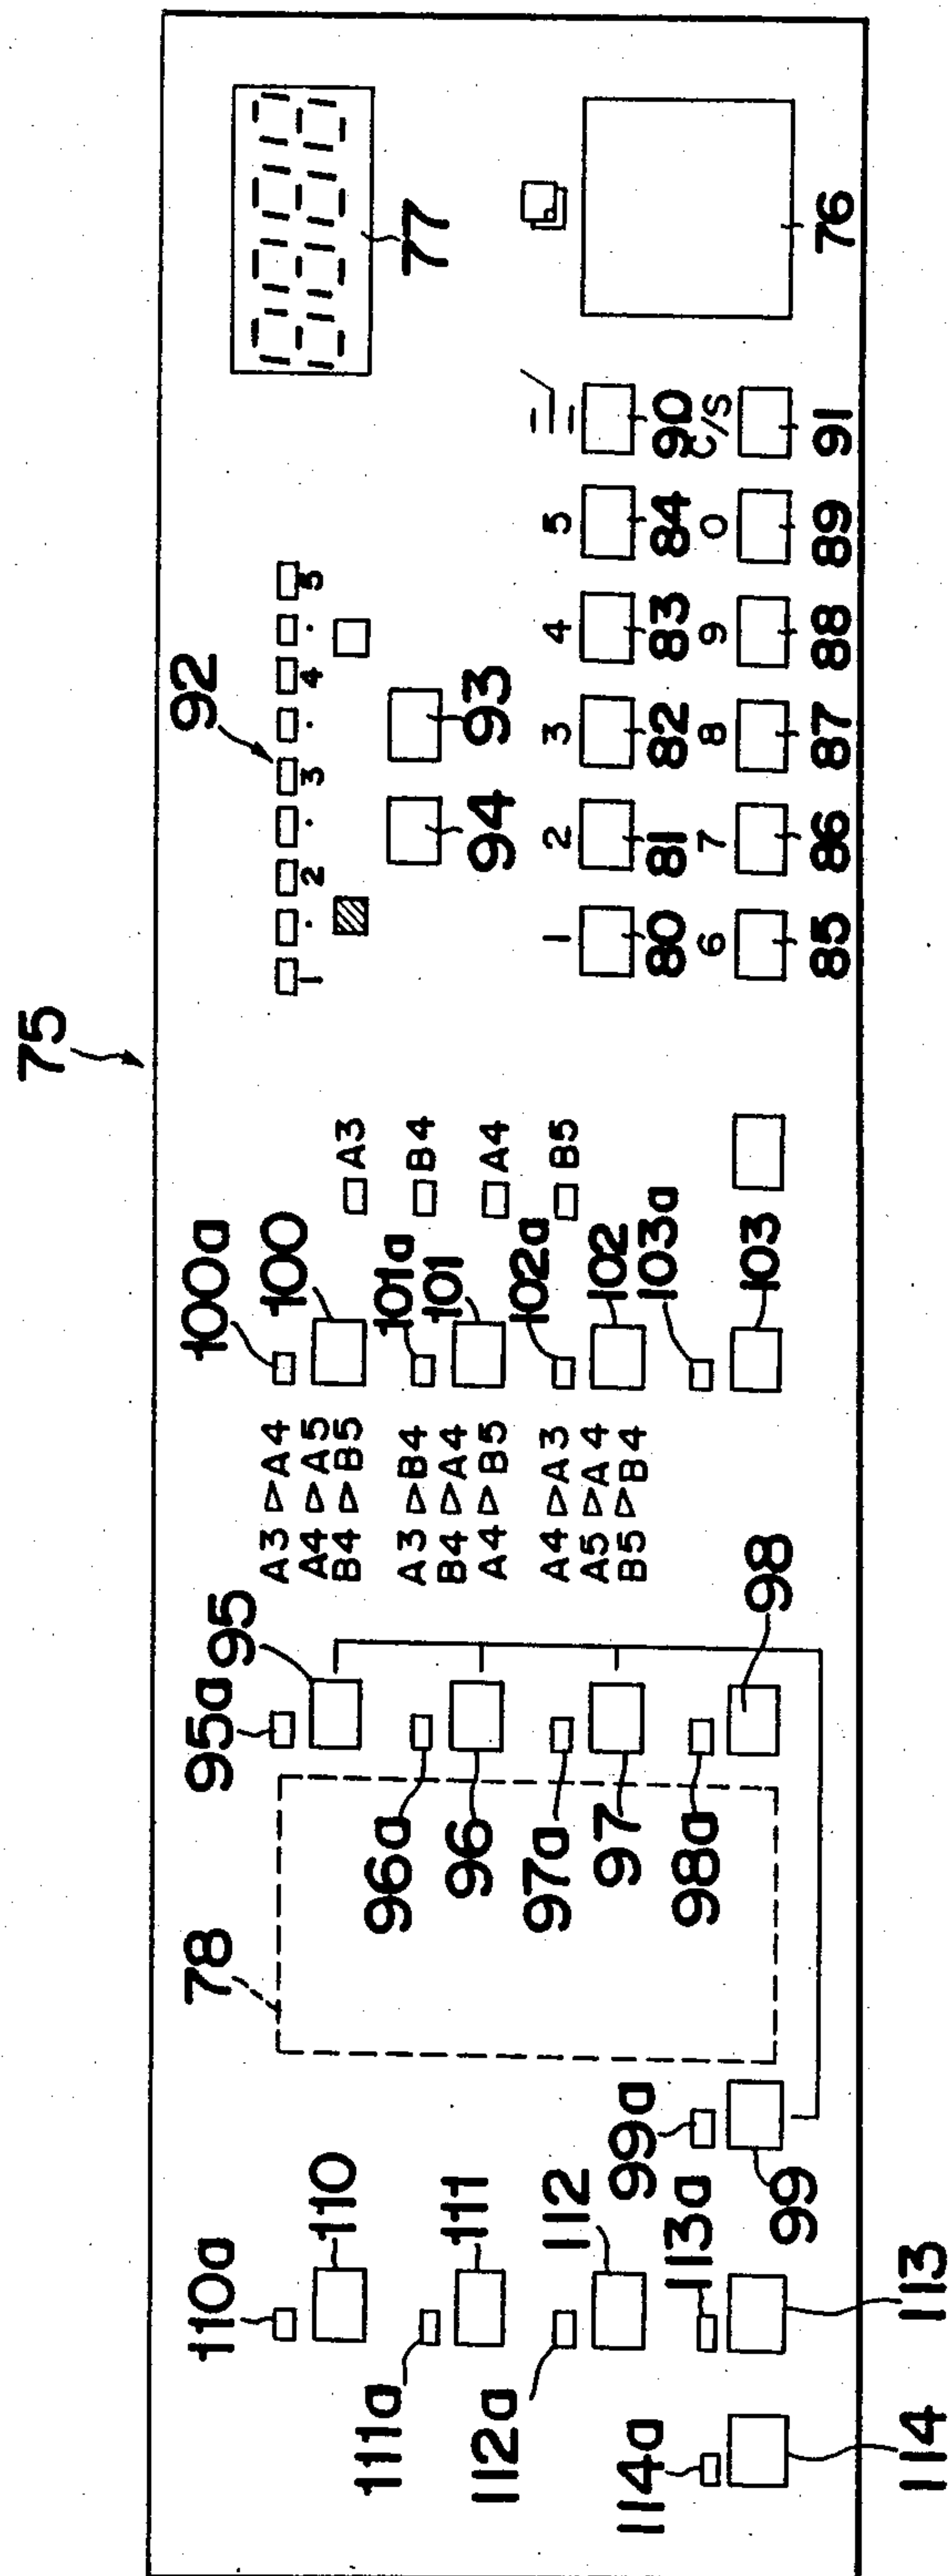 75
77
92
1 . 2 . 3 . 4 . 5
94 93
76
1 2 3 4 5
80 81 82 83 84 90
6 7 8 9 0 C/S
85 86 87 88 89 91
100a
100
A3 ▷ A4
A4 ▷ A5
B4 ▷ B5
A3
101a
101
A3 ▷ B4
B4 ▷ A4
A4 ▷ B5
B4
A4
102a
102
A4 ▷ A3
A5 ▷ A4
B5 ▷ B4
B5
103a
103
78
95a
95
96a
96
97a
97
98a
98
99a
99
110a
110
111a
111
112a
112
113a
113
114a
114